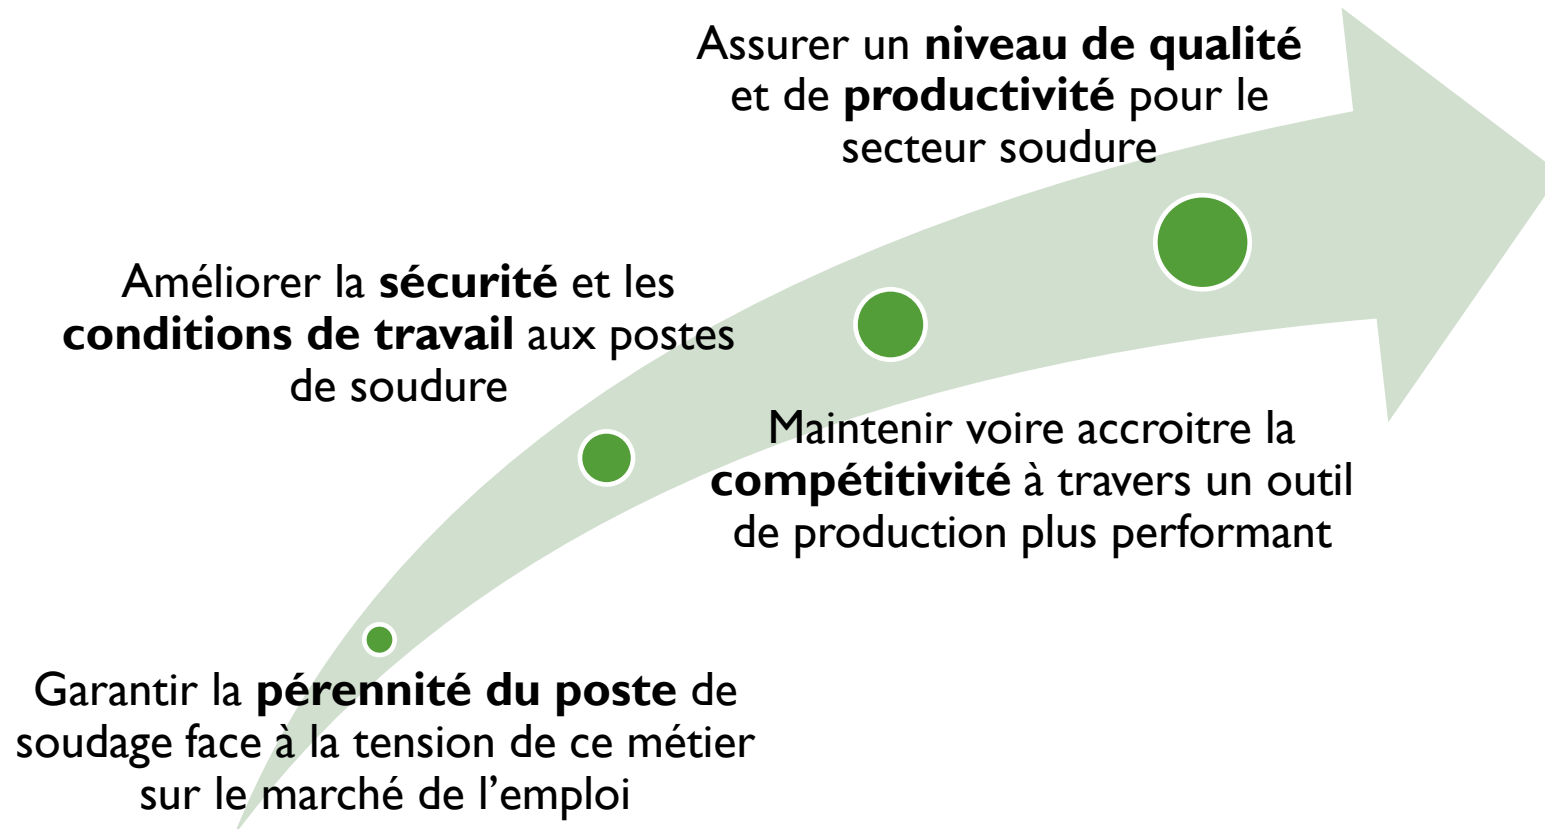 Assurer un niveau de qualité
et de productivité pour le
secteur soudure
Améliorer la sécurité et les
conditions de travail aux postes
de soudure
Maintenir voire accroitre la
compétitivité à travers un outil
de production plus performant
Garantir la pérennité du poste de
soudage face à la tension de ce métier
sur le marché de l’emploi